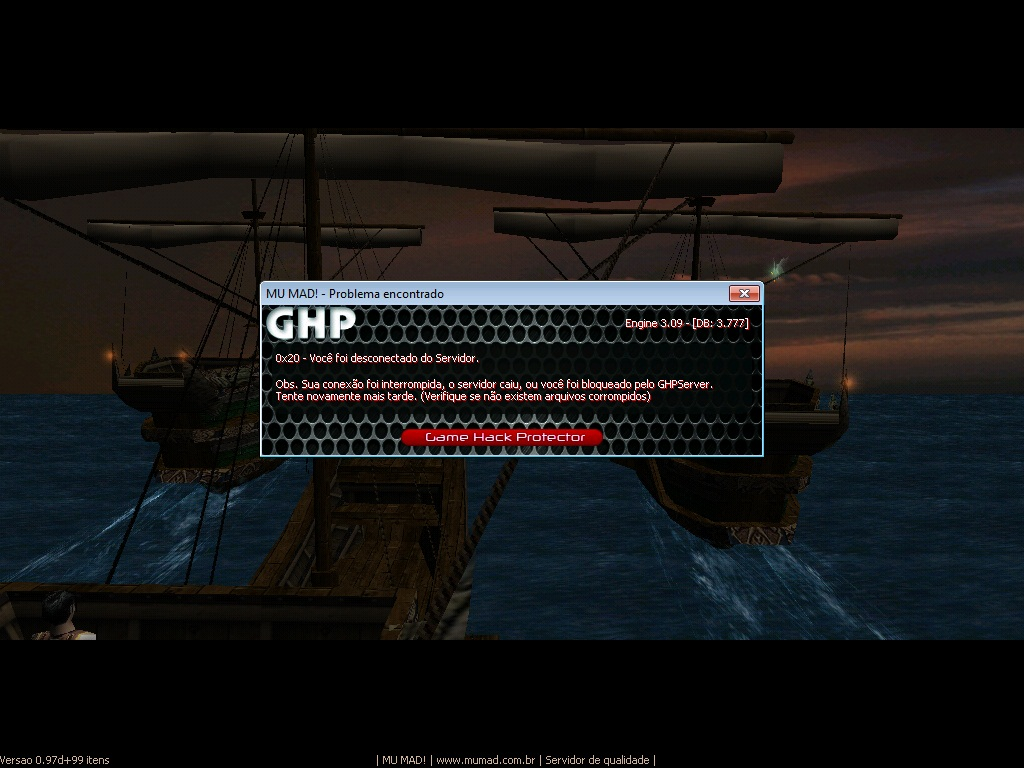 MU MAD! - Problema encontrado
GHP
Engine 3.09 - [DB: 3.777]
0x20 - Você foi desconectado do Servidor.
Obs. Sua conexão foi interrompida, o servidor caiu, ou você foi bloqueado pelo GHPServer.
Tente novamente mais tarde. (Verifique se não existem arquivos corrompidos)
Game Hack Protector
Versao 0.97d+99 itens
| MU MAD! | www.mumad.com.br | Servidor de qualidade |